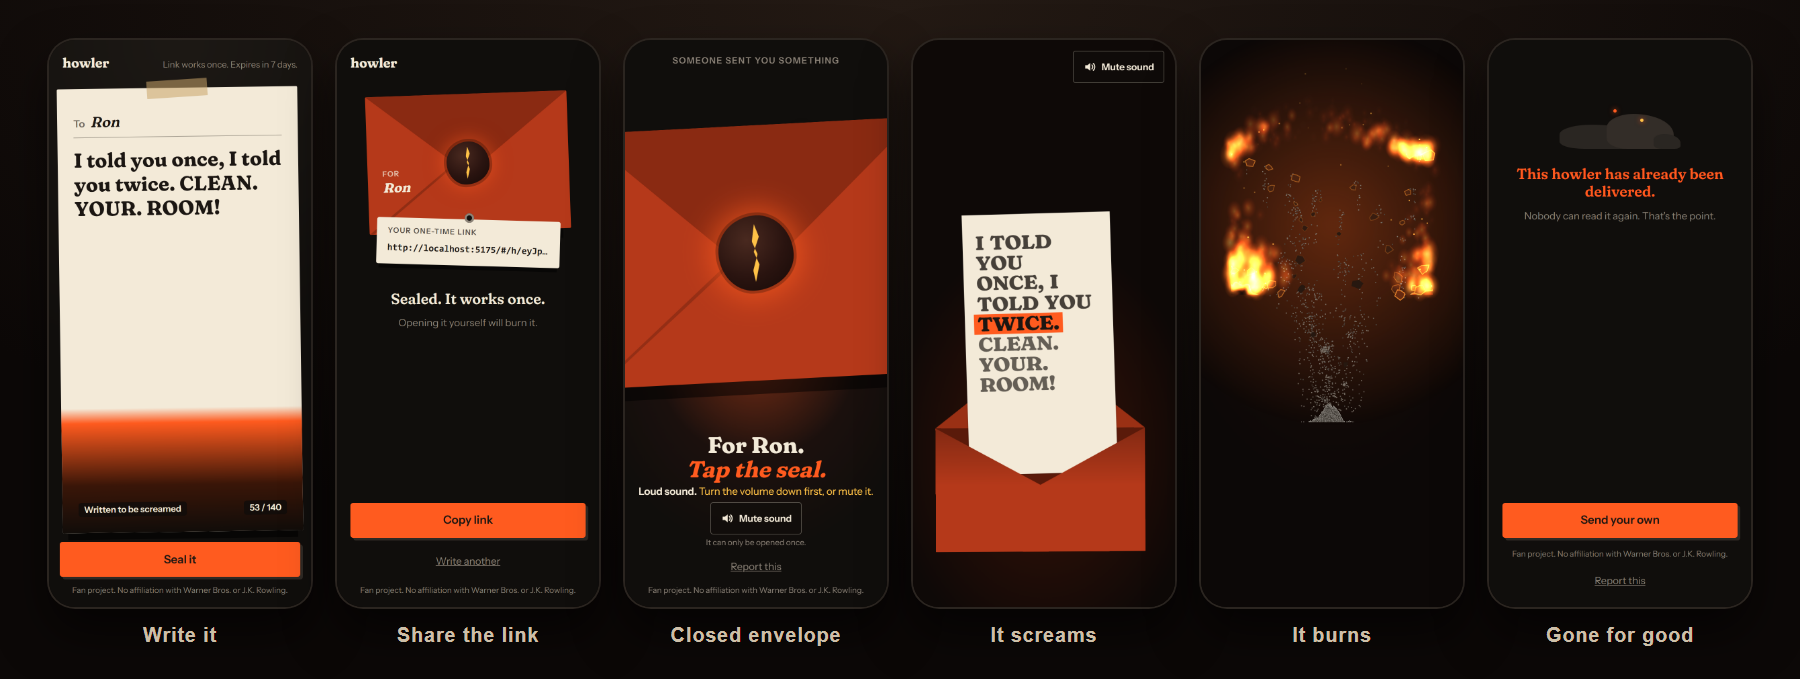 howler
Link works once. Expires in 7 days.
To Ron
I told you once, I told
you twice. CLEAN.
YOUR. ROOM!
Written to be screamed
53 / 140
Seal it
Fan project. No affiliation with Warner Bros. or J.K. Rowling.
Write it
howler
FOR
Ron
YOUR ONE-TIME LINK
http://localhost:5175/#/h/eyJp…
Sealed. It works once.
Opening it yourself will burn it.
Copy link
Write another
Fan project. No affiliation with Warner Bros. or J.K. Rowling.
Share the link
SOMEONE SENT YOU SOMETHING
For Ron.
Tap the seal.
Loud sound. Turn the volume down first, or mute it.
Mute sound
It can only be opened once.
Report this
Fan project. No affiliation with Warner Bros. or J.K. Rowling.
Closed envelope
Mute sound
I TOLD
YOU
ONCE, I
TOLD YOU
TWICE.
CLEAN.
YOUR.
ROOM!
It screams
It burns
This howler has already been
delivered.
Nobody can read it again. That's the point.
Send your own
Fan project. No affiliation with Warner Bros. or J.K. Rowling.
Report this
Gone for good